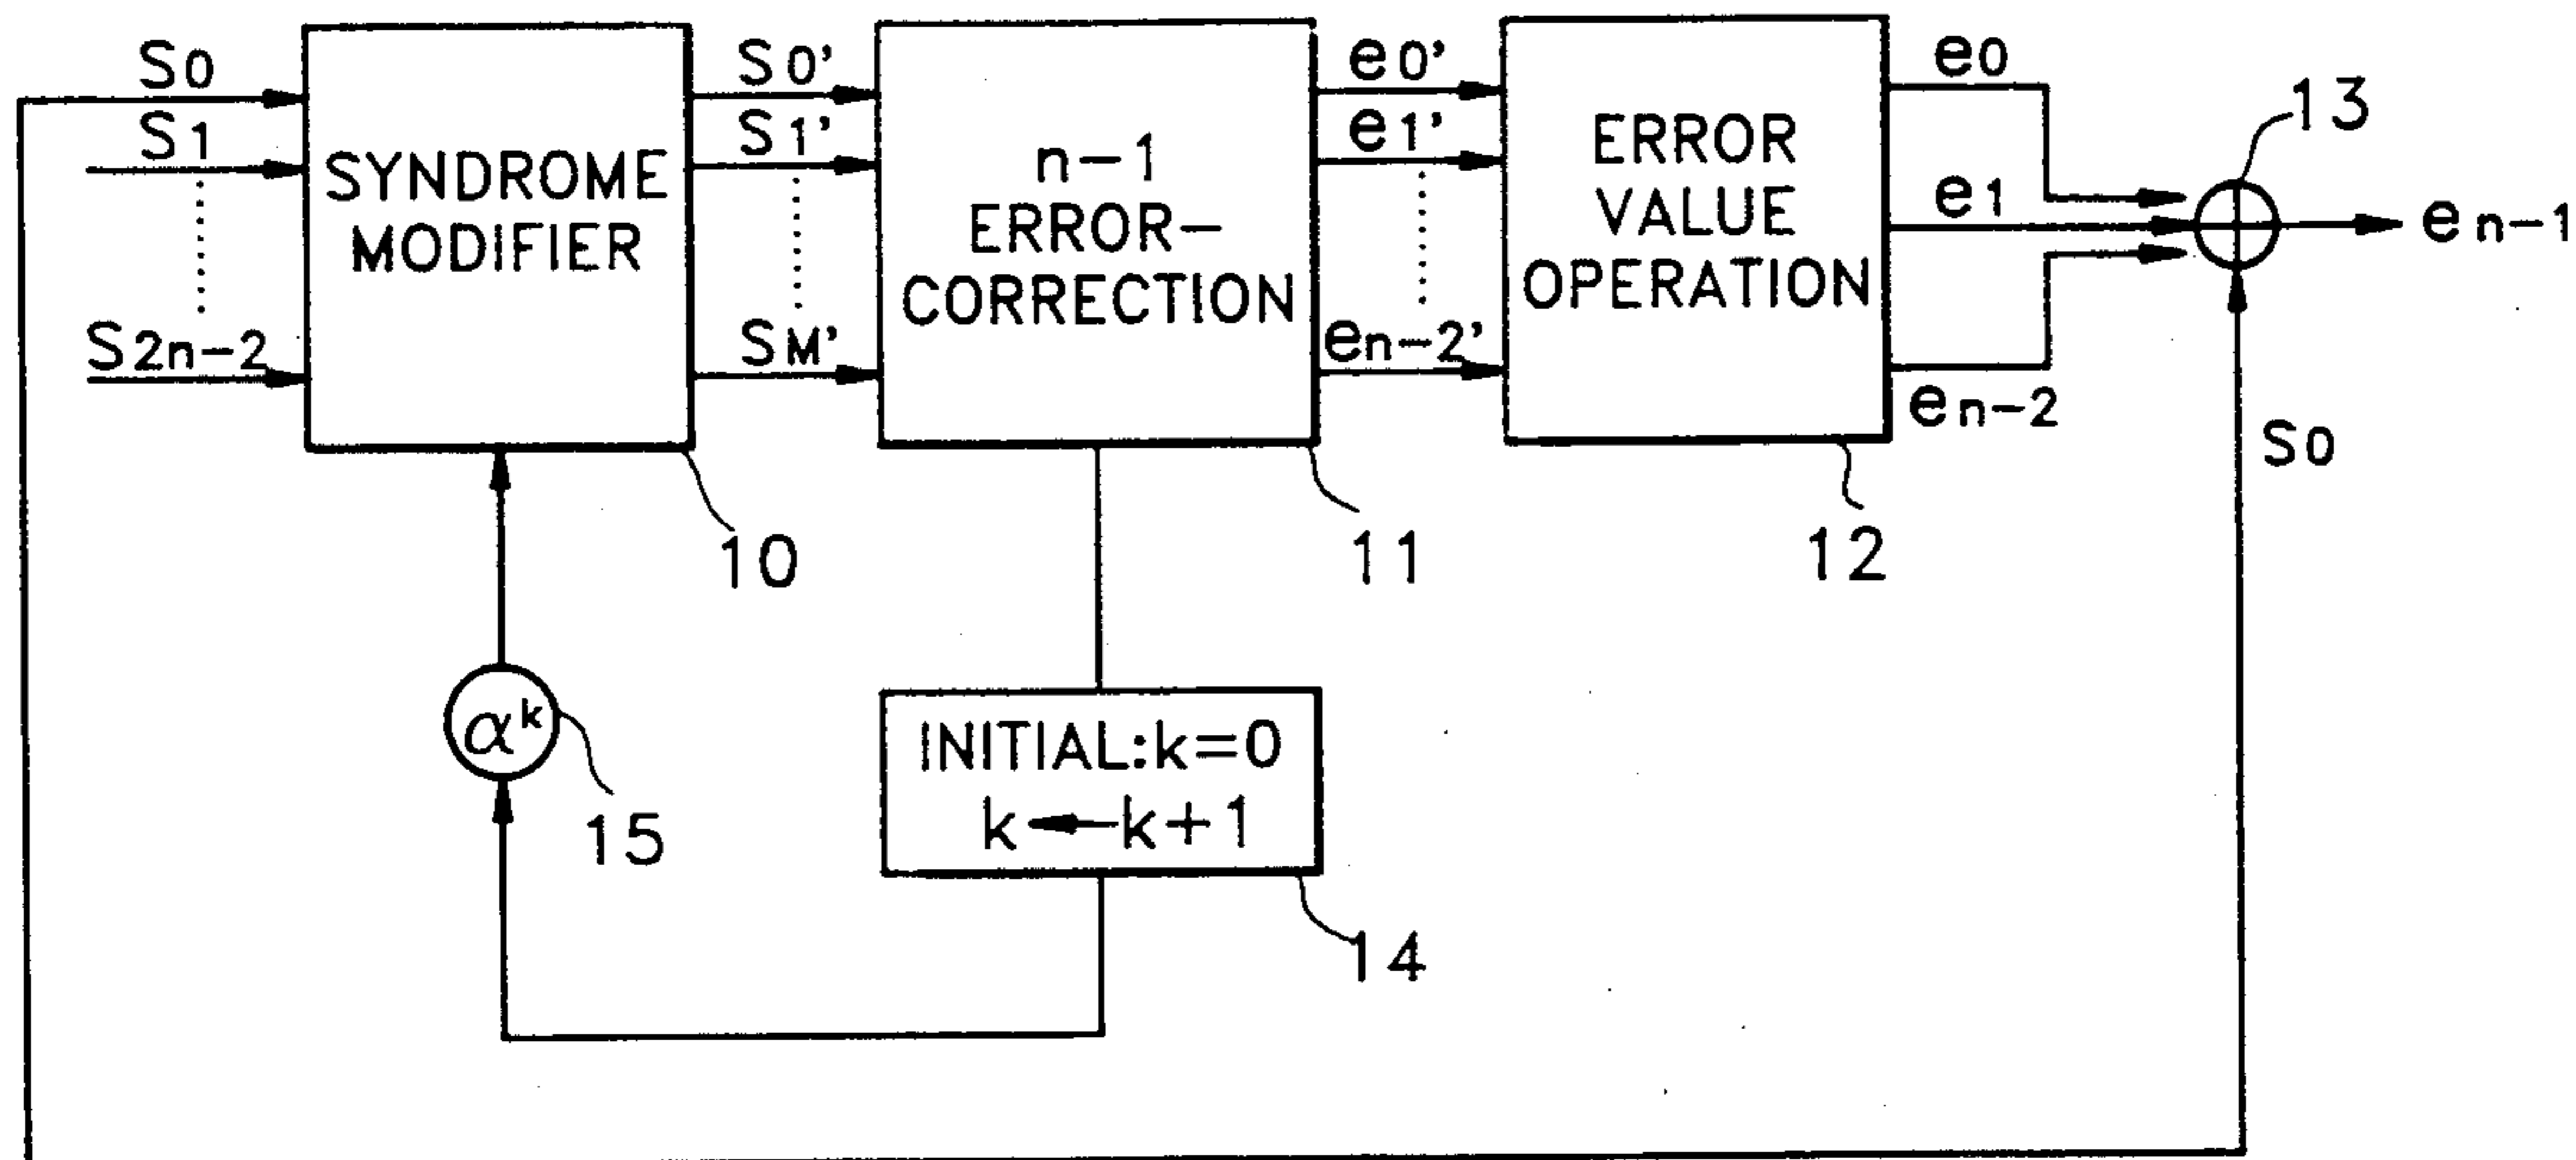 S0
S1
S2n-2
SYNDROME
MODIFIER
10
S0'
S1'
SM'
n-1
ERROR-
CORRECTION
11
e0'
e1'
en-2'
ERROR
VALUE
OPERATION
12
e0
e1
en-2
13
en-1
S0
αk
15
INITIAL:k=0
k←k+1
14